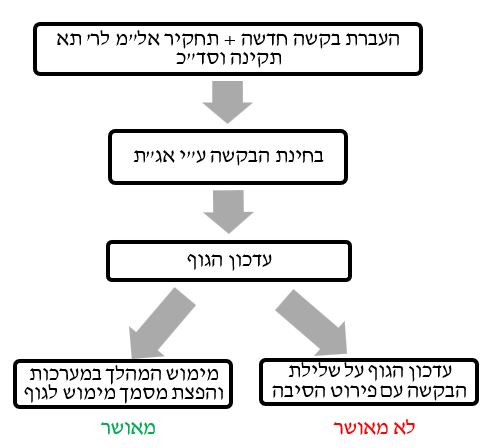 העברת בקשה חדשה + תחקיר אל״מ לר׳ תא
תקינה וסד״כ
בחינת הבקשה ע״י אג״ת
עדכון הגוף
עדכון הגוף על שלילת
הבקשה עם פירוט הסיבה
מימוש המהלך במערכות
והפצת מסמך מימוש לגוף
לא מאושר
מאושר